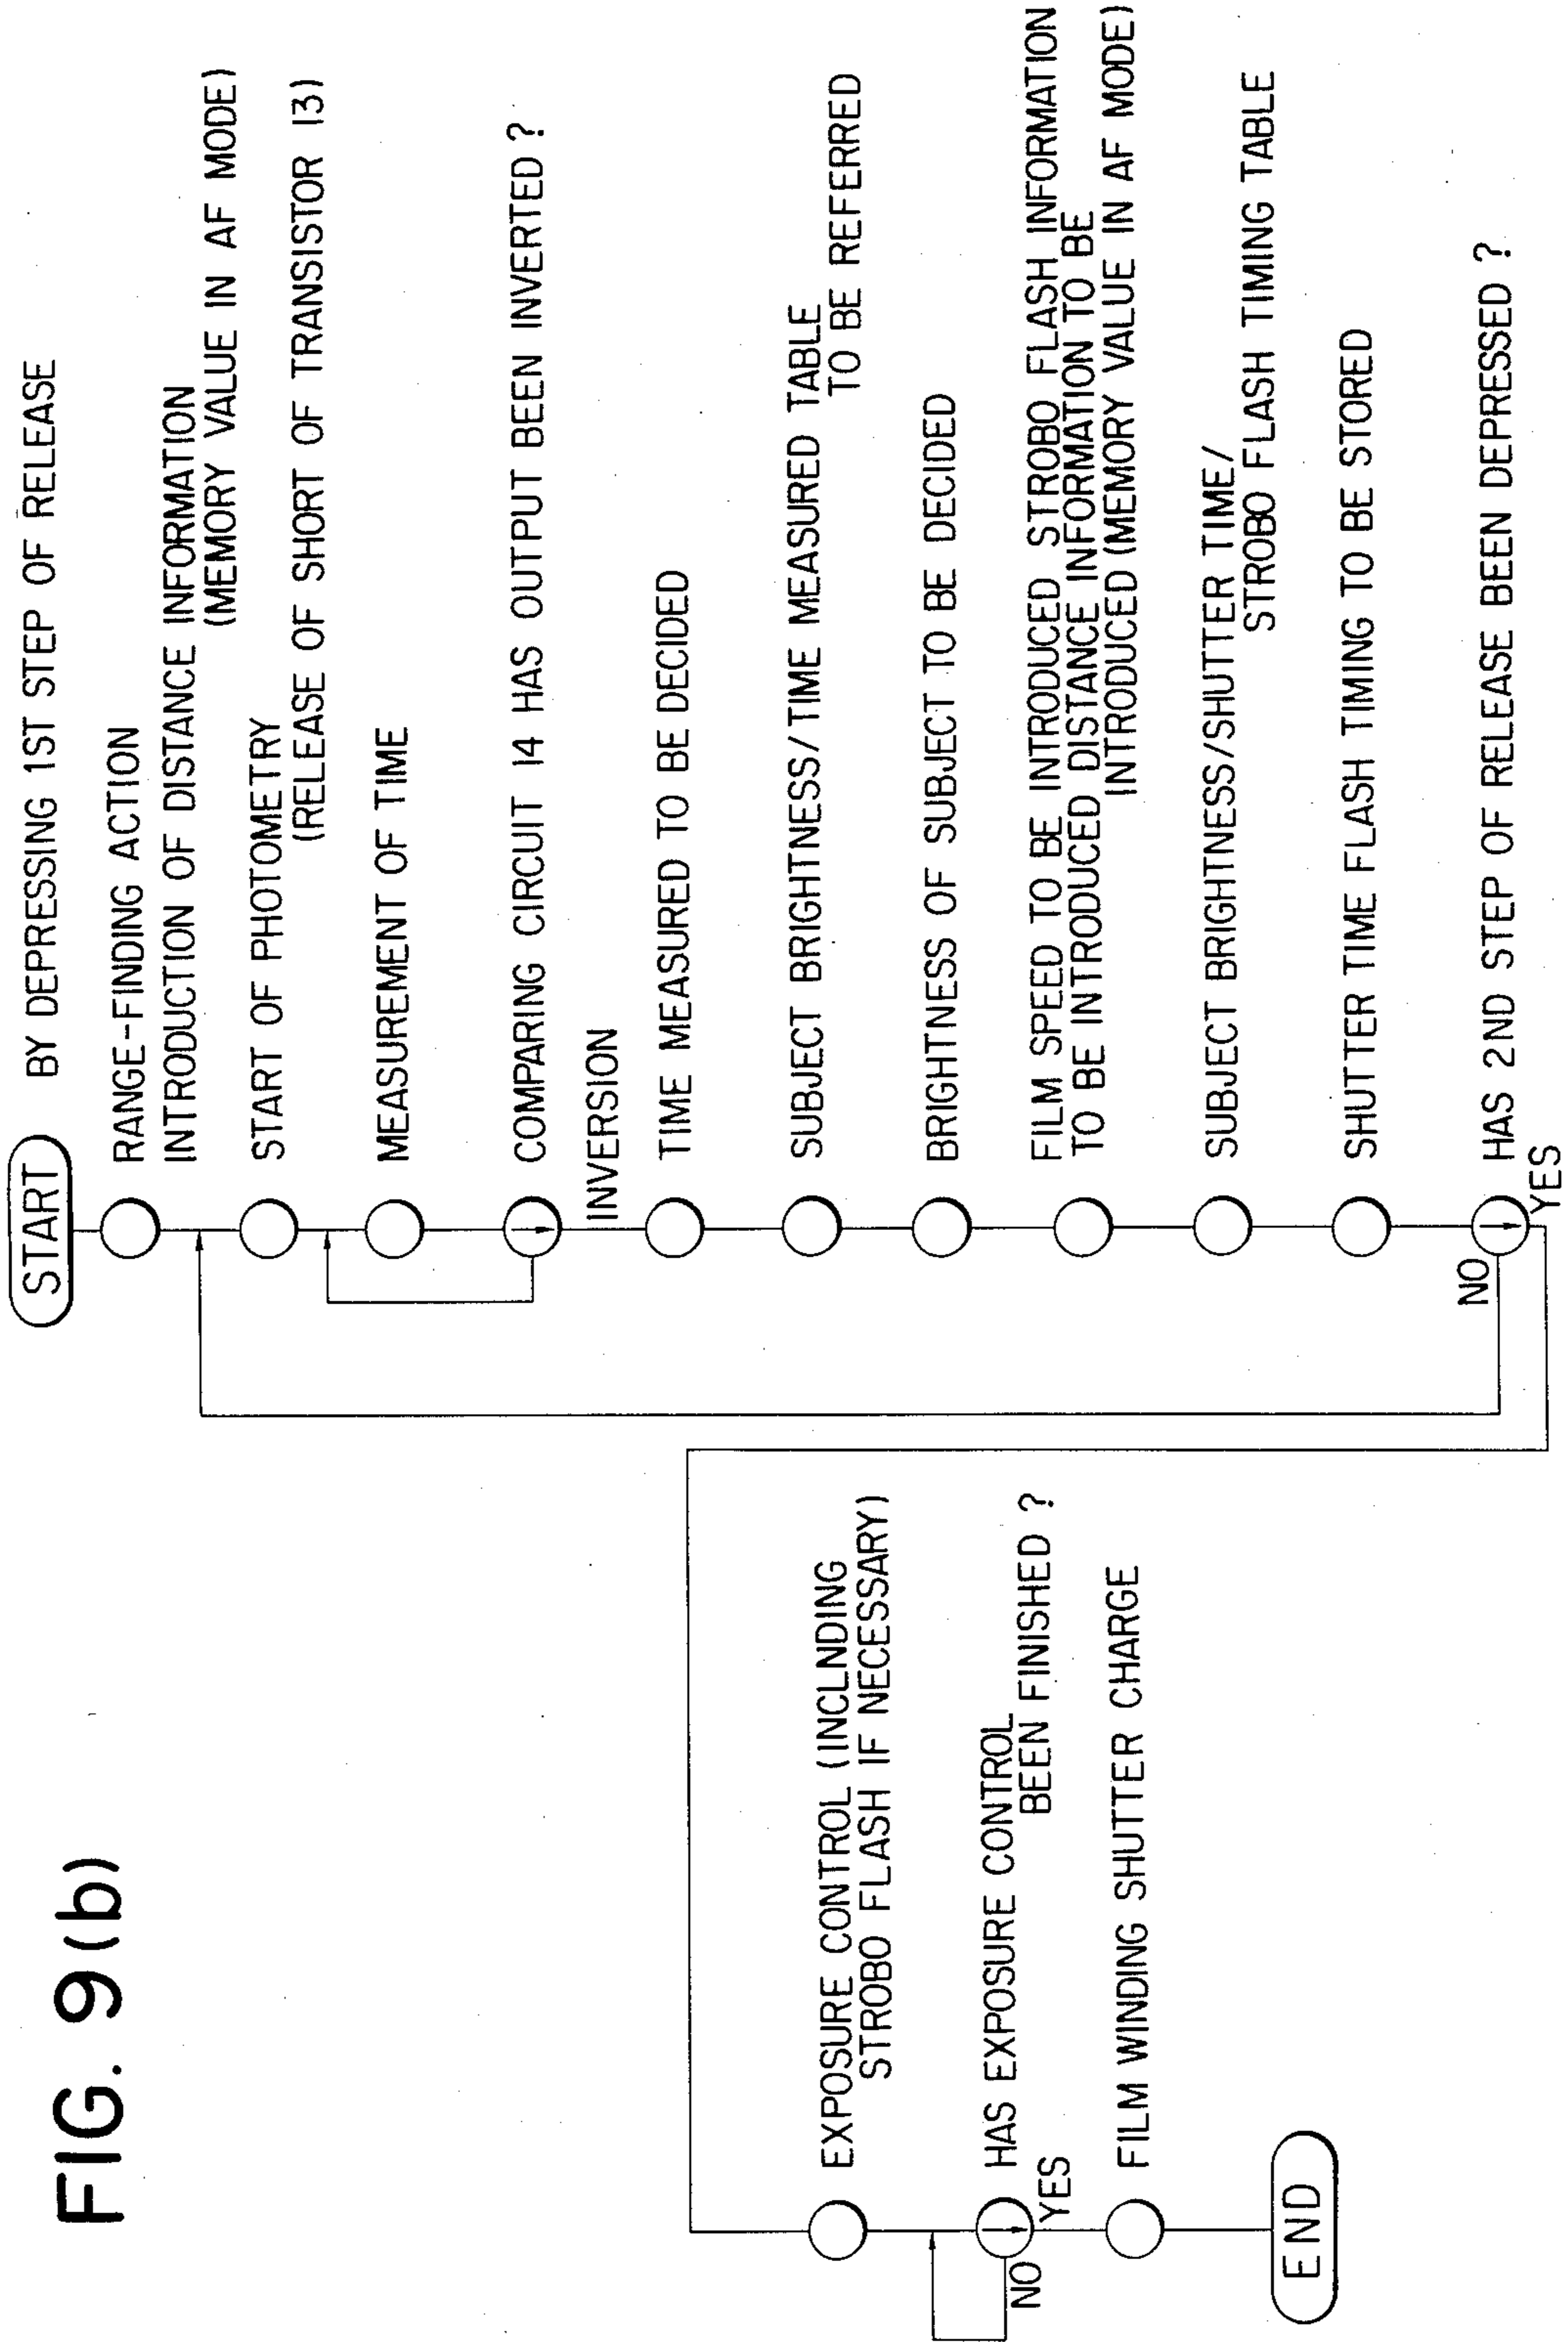 FIG. 9(b)
START
BY DEPRESSING 1ST STEP OF RELEASE
RANGE-FINDING ACTION
INTRODUCTION OF DISTANCE INFORMATION
(MEMORY VALUE IN AF MODE)
START OF PHOTOMETRY
(RELEASE OF SHORT OF TRANSISTOR 13)
MEASUREMENT OF TIME
COMPARING CIRCUIT 14 HAS OUTPUT BEEN INVERTED ?
INVERSION
TIME MEASURED TO BE DECIDED
SUBJECT BRIGHTNESS/TIME MEASURED TABLE
TO BE REFERRED
BRIGHTNESS OF SUBJECT TO BE DECIDED
FILM SPEED TO BE INTRODUCED STROBO FLASH INFORMATION
TO BE INTRODUCED DISTANCE INFORMATION TO BE
INTRODUCED (MEMORY VALUE IN AF MODE)
SUBJECT BRIGHTNESS/SHUTTER TIME/
STROBO FLASH TIMING TABLE
SHUTTER TIME FLASH TIMING TO BE STORED
HAS 2ND STEP OF RELEASE BEEN DEPRESSED ?
NO
YES
EXPOSURE CONTROL (INCLNDING
STROBO FLASH IF NECESSARY)
HAS EXPOSURE CONTROL
BEEN FINISHED ?
NO
YES
FILM WINDING SHUTTER CHARGE
END